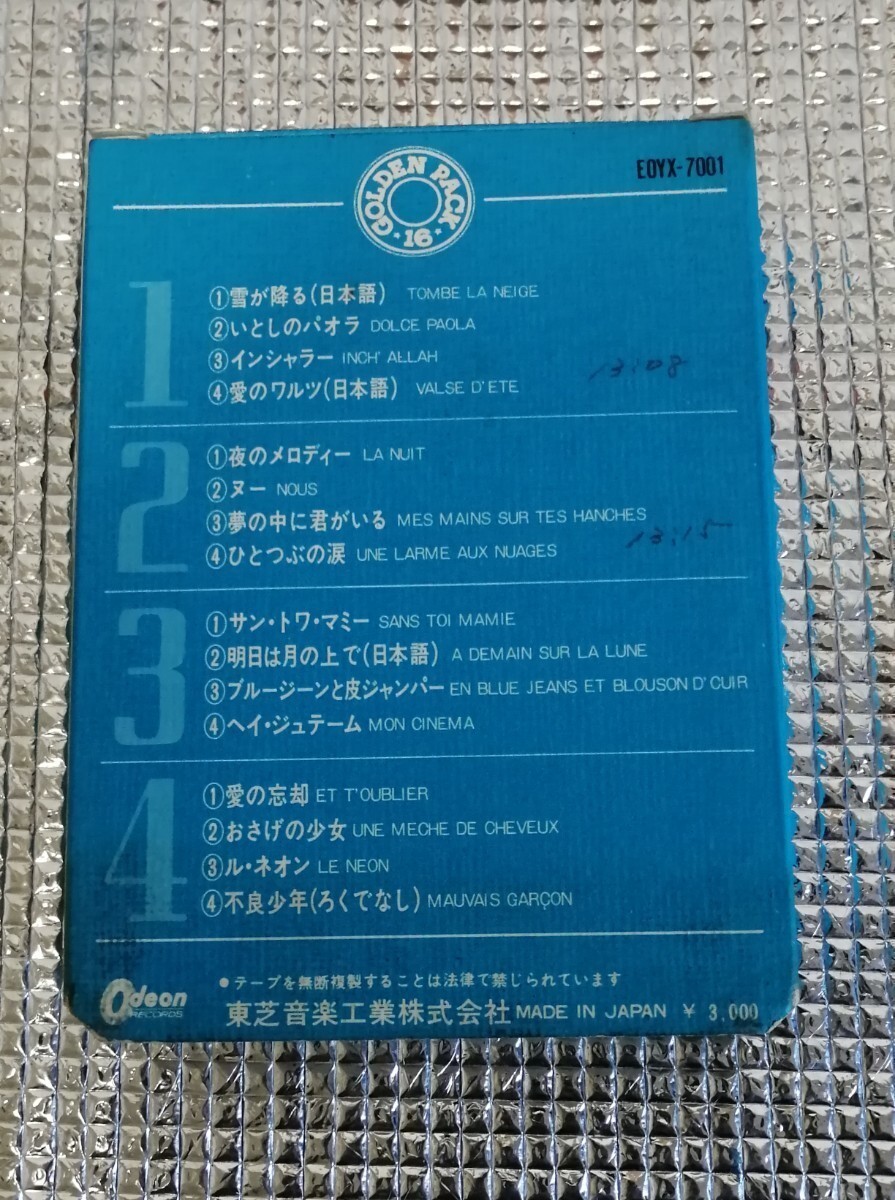 GOLDEN PACK
16
EOYX-7001
1
①雪が降る(日本語) TOMBE LA NEIGE
②いとしのパオラ DOLCE PAOLA
③インシャラー INCH' ALLAH
13:08
④愛のワルツ(日本語) VALSE D'ETE
2
①夜のメロディー LA NUIT
②ヌー NOUS
③夢の中に君がいる MES MAINS SUR TES HANCHES
13:15
④ひとつぶの涙 UNE LARME AUX NUAGES
3
①サン・トワ・マミー SANS TOI MAMIE
②明日は月の上で(日本語) A DEMAIN SUR LA LUNE
③ブルージーンと皮ジャンパー EN BLUE JEANS ET BLOUSON D'CUIR
④ヘイ・ジュテーム MON CINEMA
4
①愛の忘却 ET T'OUBLIER
②おさげの少女 UNE MECHE DE CHEVEUX
③ル・ネオン LE NEON
④不良少年(ろくでなし) MAUVAIS GARÇON
●テープを無断複製することは法律で禁じられています
Odeon
RECORDS
東芝音楽工業株式会社 MADE IN JAPAN ¥ 3,000